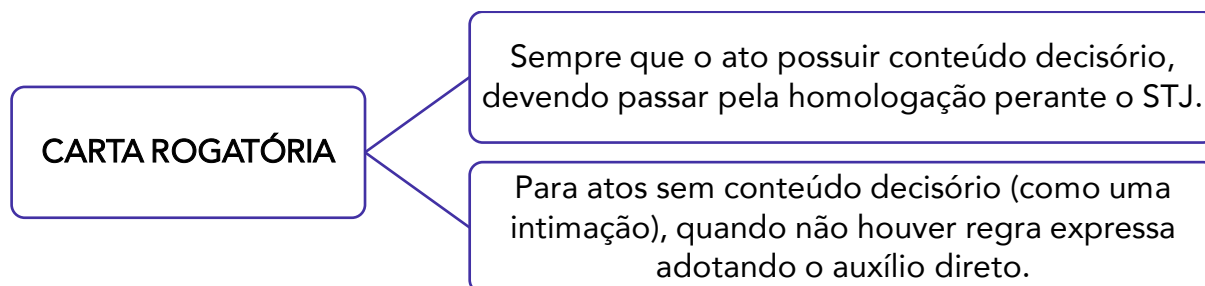 CARTA ROGATÓRIA
Sempre que o ato possuir conteúdo decisório,
devendo passar pela homologação perante o STJ.
Para atos sem conteúdo decisório (como uma
intimação), quando não houver regra expressa
adotando o auxílio direto.